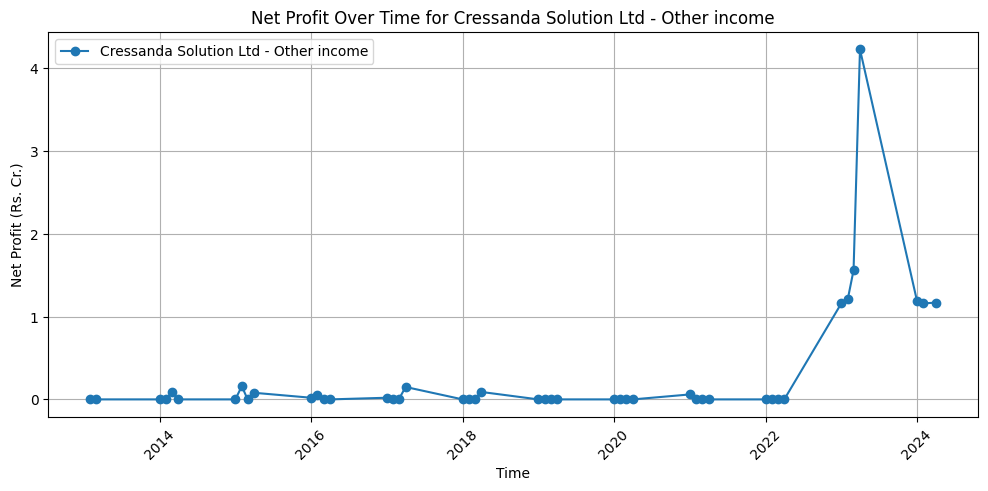 Net Profit Over Time for Cressanda Solution Ltd - Other income
Cressanda Solution Ltd - Other income
Net Profit (Rs. Cr.)
4
3
2
1
0
2014
2016
2018
2020
2022
2024
Time